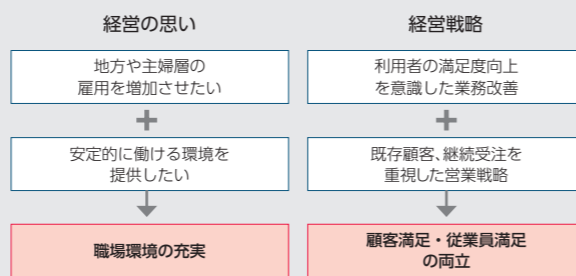 経営の思い
地方や主婦層の
雇用を増加させたい
+
安定的に働ける環境を
提供したい
職場環境の充実
経営戦略
利用者の満足度向上
を意識した業務改善
+
既存顧客、継続受注を
重視した営業戦略
顧客満足・従業員満足
の両立